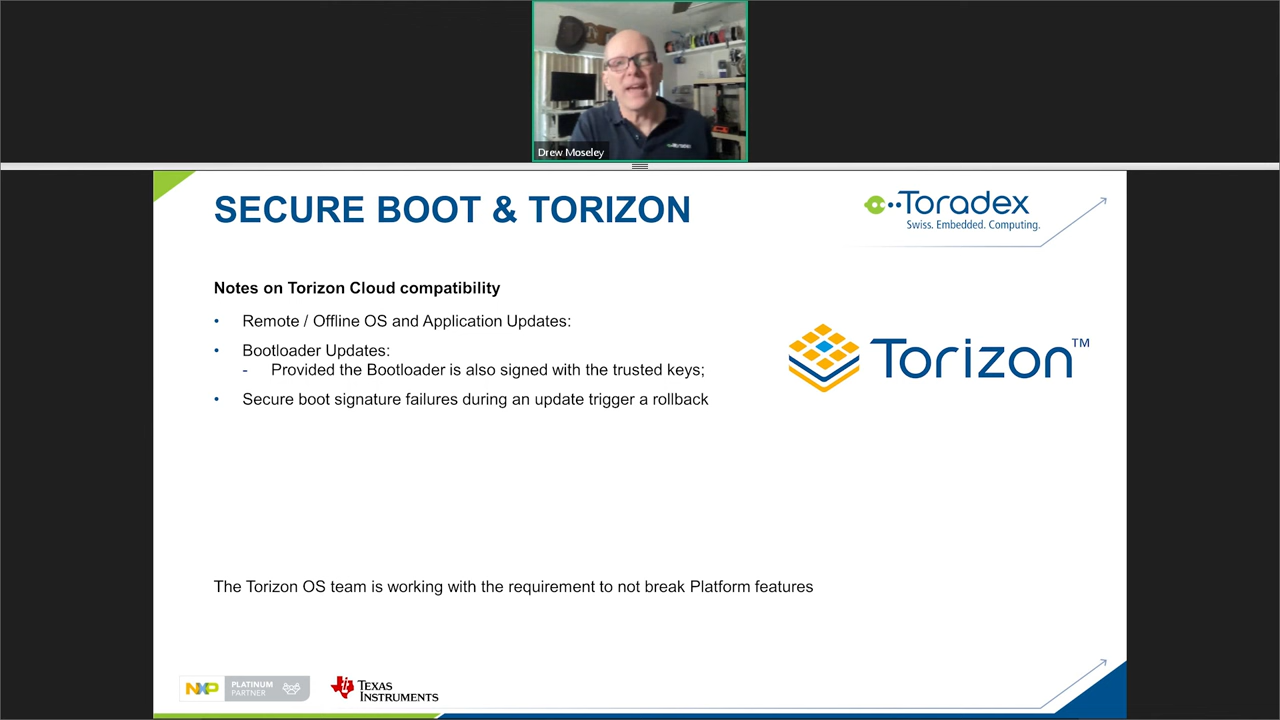 Drew Moseley
SECURE BOOT & TORIZON
Toradex
Swiss. Embedded. Computing.
Notes on Torizon Cloud compatibility
• Remote / Offline OS and Application Updates:
• Bootloader Updates:
- Provided the Bootloader is also signed with the trusted keys;
• Secure boot signature failures during an update trigger a rollback
Torizon™
The Torizon OS team is working with the requirement to not break Platform features
NXP PLATINUM
PARTNER
TEXAS
INSTRUMENTS